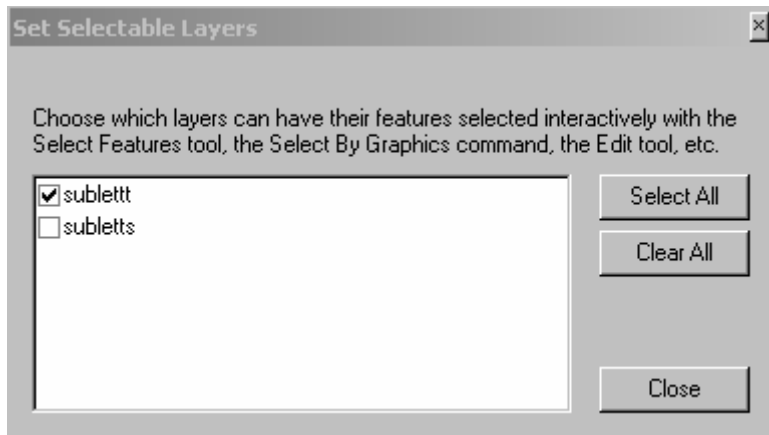 Set Selectable Layers
Choose which layers can have their features selected interactively with the
Select Features tool, the Select By Graphics command, the Edit tool, etc.
sublettt
subletts
Select All
Clear All
Close